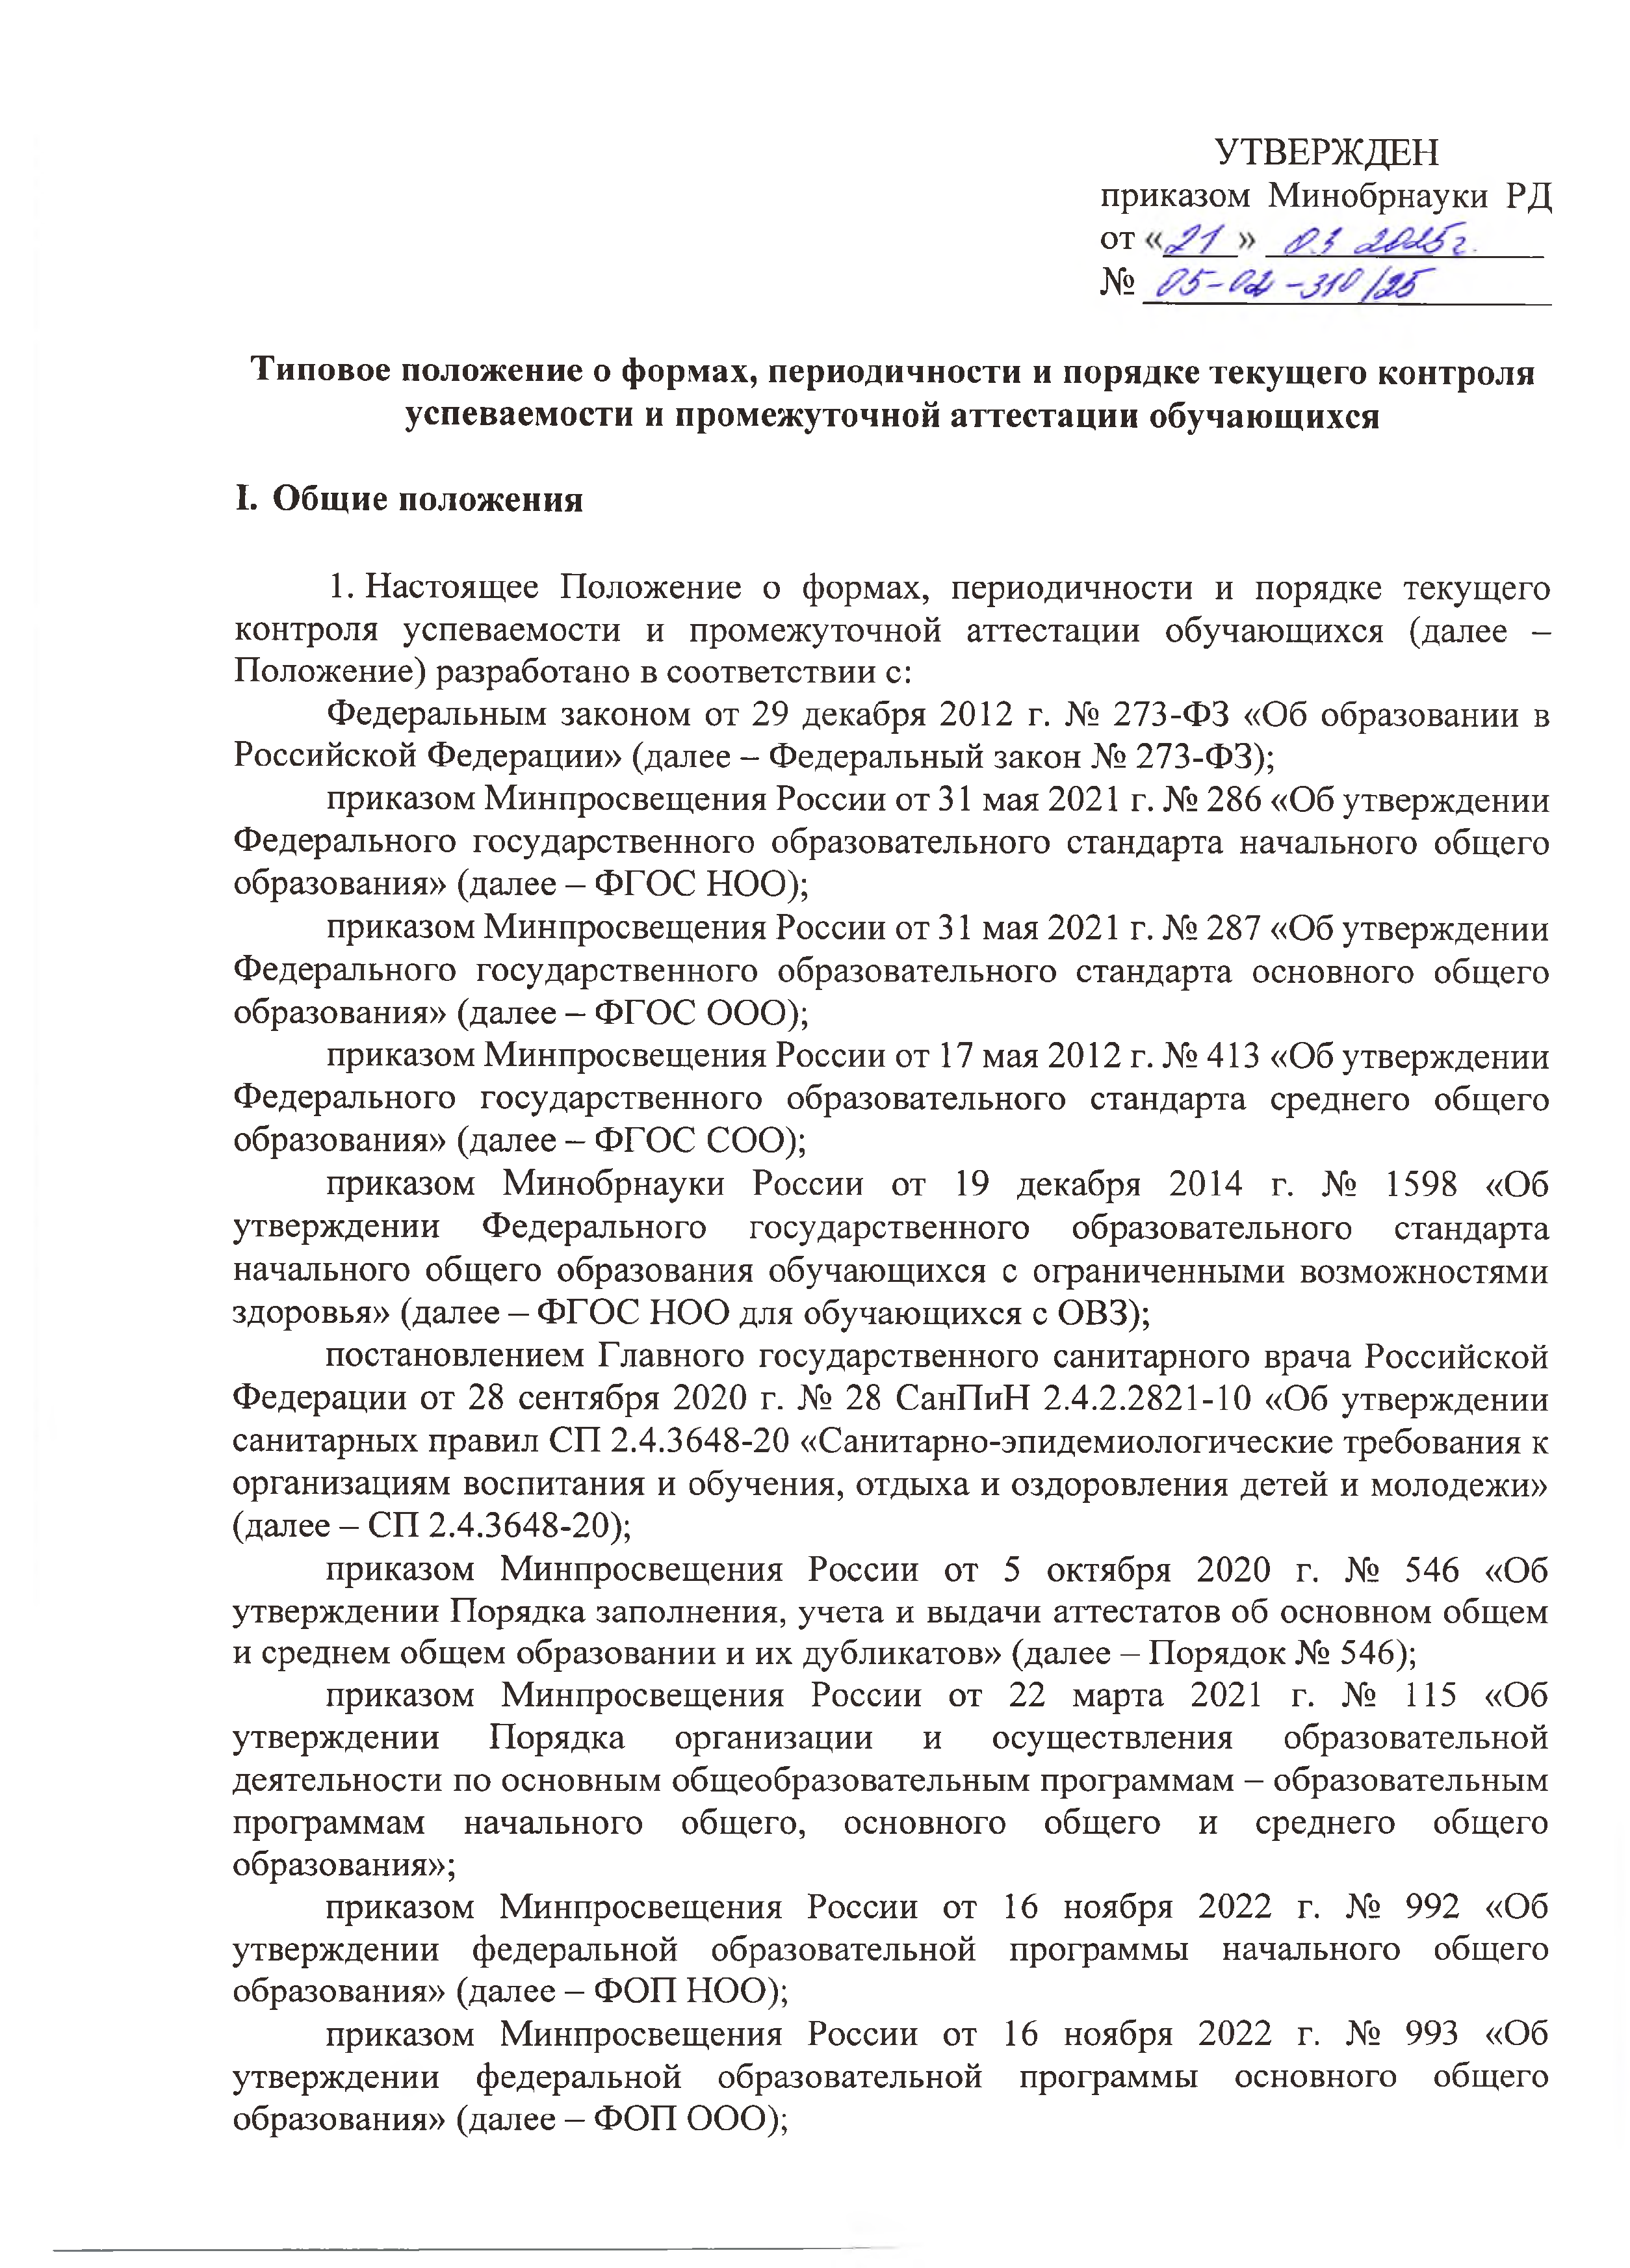 УТВЕРЖДЕН
приказом Минобрнауки РД
от «21» 03 2025г.
№ 05-02-310/25
Типовое положение о формах, периодичности и порядке текущего контроля
успеваемости и промежуточной аттестации обучающихся
I. Общие положения
1. Настоящее Положение о формах, периодичности и порядке текущего
контроля успеваемости и промежуточной аттестации обучающихся (далее –
Положение) разработано в соответствии с:
Федеральным законом от 29 декабря 2012 г. № 273-ФЗ «Об образовании в
Российской Федерации» (далее – Федеральный закон № 273-ФЗ);
приказом Минпросвещения России от 31 мая 2021 г. № 286 «Об утверждении
Федерального государственного образовательного стандарта начального общего
образования» (далее – ФГОС НОО);
приказом Минпросвещения России от 31 мая 2021 г. № 287 «Об утверждении
Федерального государственного образовательного стандарта основного общего
образования» (далее – ФГОС ООО);
приказом Минпросвещения России от 17 мая 2012 г. № 413 «Об утверждении
Федерального государственного образовательного стандарта среднего общего
образования» (далее – ФГОС СОО);
приказом Минобрнауки России от 19 декабря 2014 г. № 1598 «Об
утверждении Федерального государственного образовательного стандарта
начального общего образования обучающихся с ограниченными возможностями
здоровья» (далее – ФГОС НОО для обучающихся с ОВЗ);
постановлением Главного государственного санитарного врача Российской
Федерации от 28 сентября 2020 г. № 28 СанПиН 2.4.2.2821-10 «Об утверждении
санитарных правил СП 2.4.3648-20 «Санитарно-эпидемиологические требования к
организациям воспитания и обучения, отдыха и оздоровления детей и молодежи»
(далее – СП 2.4.3648-20);
приказом Минпросвещения России от 5 октября 2020 г. № 546 «Об
утверждении Порядка заполнения, учета и выдачи аттестатов об основном общем
и среднем общем образовании и их дубликатов» (далее – Порядок № 546);
приказом Минпросвещения России от 22 марта 2021 г. № 115 «Об
утверждении Порядка организации и осуществления образовательной
деятельности по основным общеобразовательным программам – образовательным
программам начального общего, основного общего и среднего общего
образования»;
приказом Минпросвещения России от 16 ноября 2022 г. № 992 «Об
утверждении федеральной образовательной программы начального общего
образования» (далее – ФОП НОО);
приказом Минпросвещения России от 16 ноября 2022 г. № 993 «Об
утверждении федеральной образовательной программы основного общего
образования» (далее – ФОП ООО);